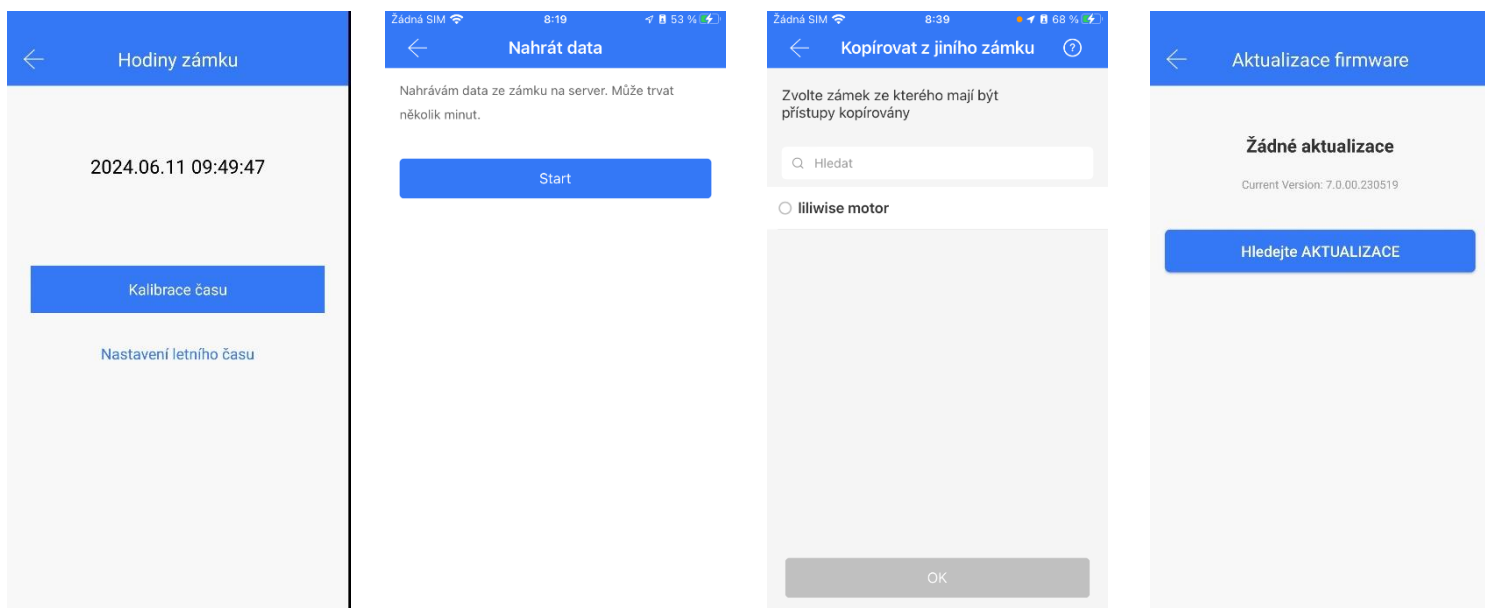 Hodiny zámku
2024.06.11 09:49:47
Kalibrace času
Nastavení letního času
Žádná SIM 8:19 53 %
Nahrát data
Nahrávám data ze zámku na server. Může trvat
několik minut.
Start
Žádná SIM 8:39 68 %
Kopírovat z jiního zámku ?
Zvolte zámek ze kterého mají být
přístupy kopírovány
Hledat
liliwise motor
OK
Aktualizace firmware
Žádné aktualizace
Current Version: 7.0.00.230519
Hledejte AKTUALIZACE